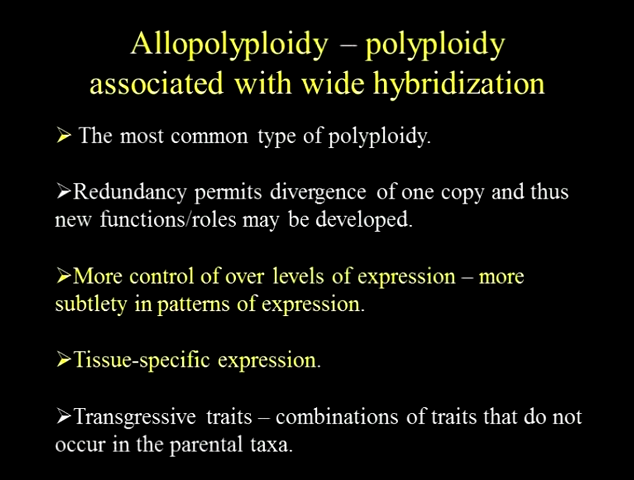 Allopolyploidy – polyploidy
associated with wide hybridization
➢ The most common type of polyploidy.
➢Redundancy permits divergence of one copy and thus
new functions/roles may be developed.
➢More control of over levels of expression – more
subtlety in patterns of expression.
➢Tissue-specific expression.
➢Transgressive traits – combinations of traits that do not
occur in the parental taxa.